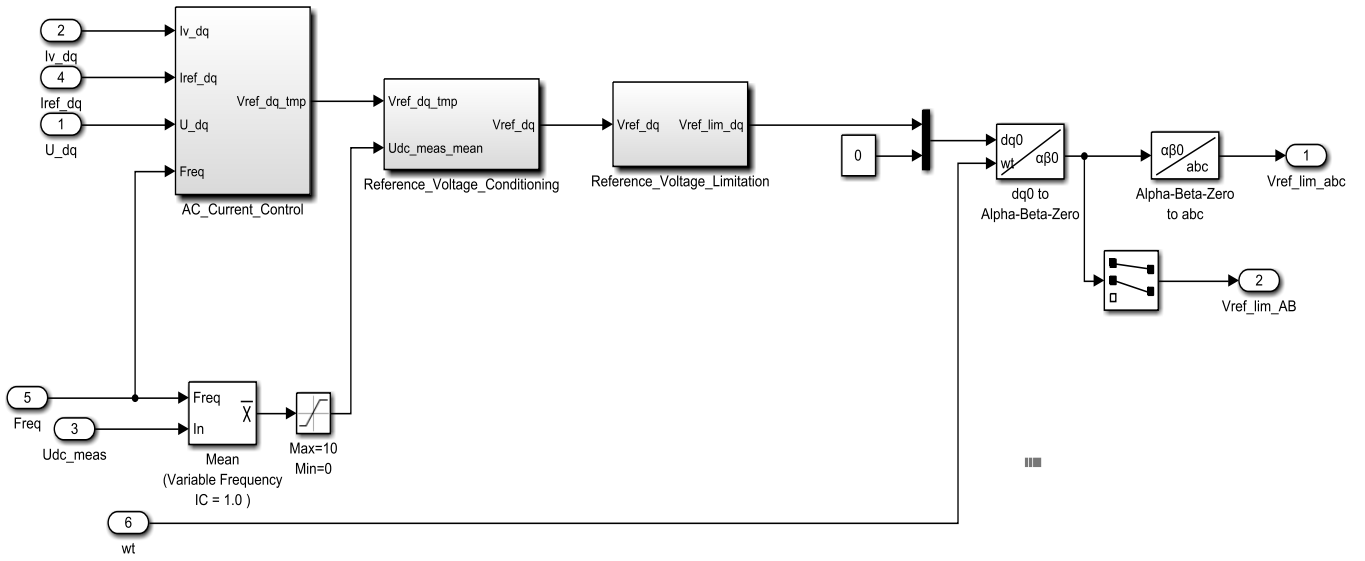 2
Iv_dq
4
Iref_dq
1
U_dq
Iv_dq
Iref_dq
U_dq
Freq
Vref_dq_tmp
AC_Current_Control
Vref_dq_tmp
Udc_meas_mean
Vref_dq
Reference_Voltage_Conditioning
Vref_dq
Vref_lim_dq
Reference_Voltage_Limitation
0
dq0
wt
αβ0
dq0 to
Alpha-Beta-Zero
αβ0
abc
Alpha-Beta-Zero
to abc
1
Vref_lim_abc
2
Vref_lim_AB
5
Freq
3
Udc_meas
Freq
In
X
Mean
(Variable Frequency
IC = 1.0 )
Max=10
Min=0
6
wt